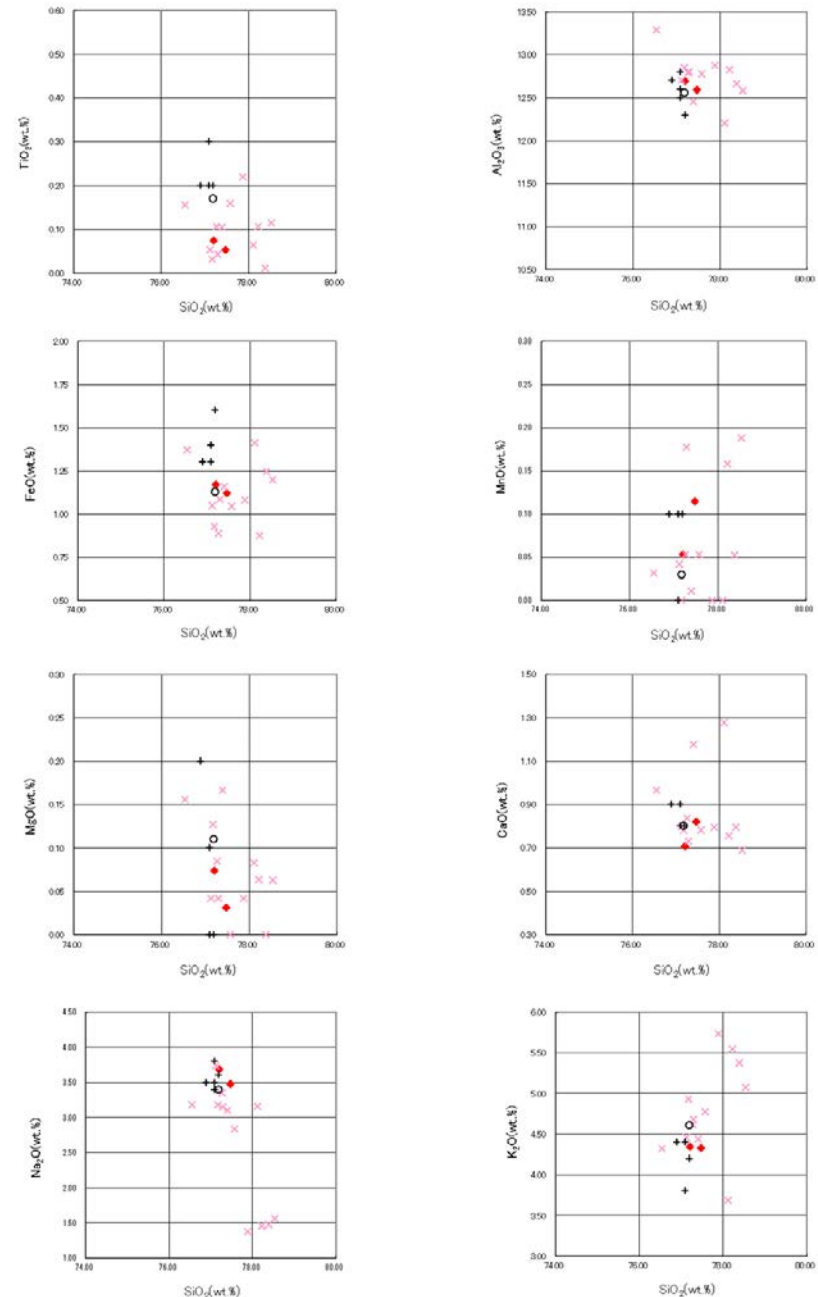 0.60
0.50
0.40
0.30
0.20
0.10
0.00
TiO₂(wt.%)
74.00 76.00 78.00 80.00
SiO₂(wt.%)
13.50
13.00
12.50
12.00
11.50
11.00
10.50
Al₂O₃(wt.%)
74.00 76.00 78.00 80.00
SiO₂(wt.%)
2.00
1.75
1.50
1.25
1.00
0.75
0.50
FeO(wt.%)
74.00 76.00 78.00 80.00
SiO₂(wt.%)
0.30
0.25
0.20
0.15
0.10
0.05
0.00
MnO(wt.%)
74.00 76.00 78.00 80.00
SiO₂(wt.%)
0.30
0.25
0.20
0.15
0.10
0.05
0.00
MgO(wt.%)
74.00 76.00 78.00 80.00
SiO₂(wt.%)
1.50
1.30
1.10
0.90
0.70
0.50
0.30
CaO(wt.%)
74.00 76.00 78.00 80.00
SiO₂(wt.%)
4.50
4.00
3.50
3.00
2.50
2.00
1.50
1.00
Na₂O(wt.%)
74.00 76.00 78.00 80.00
SiO₂(wt.%)
6.00
5.50
5.00
4.50
4.00
3.50
3.00
K₂O(wt.%)
74.00 76.00 78.00 80.00
SiO₂(wt.%)